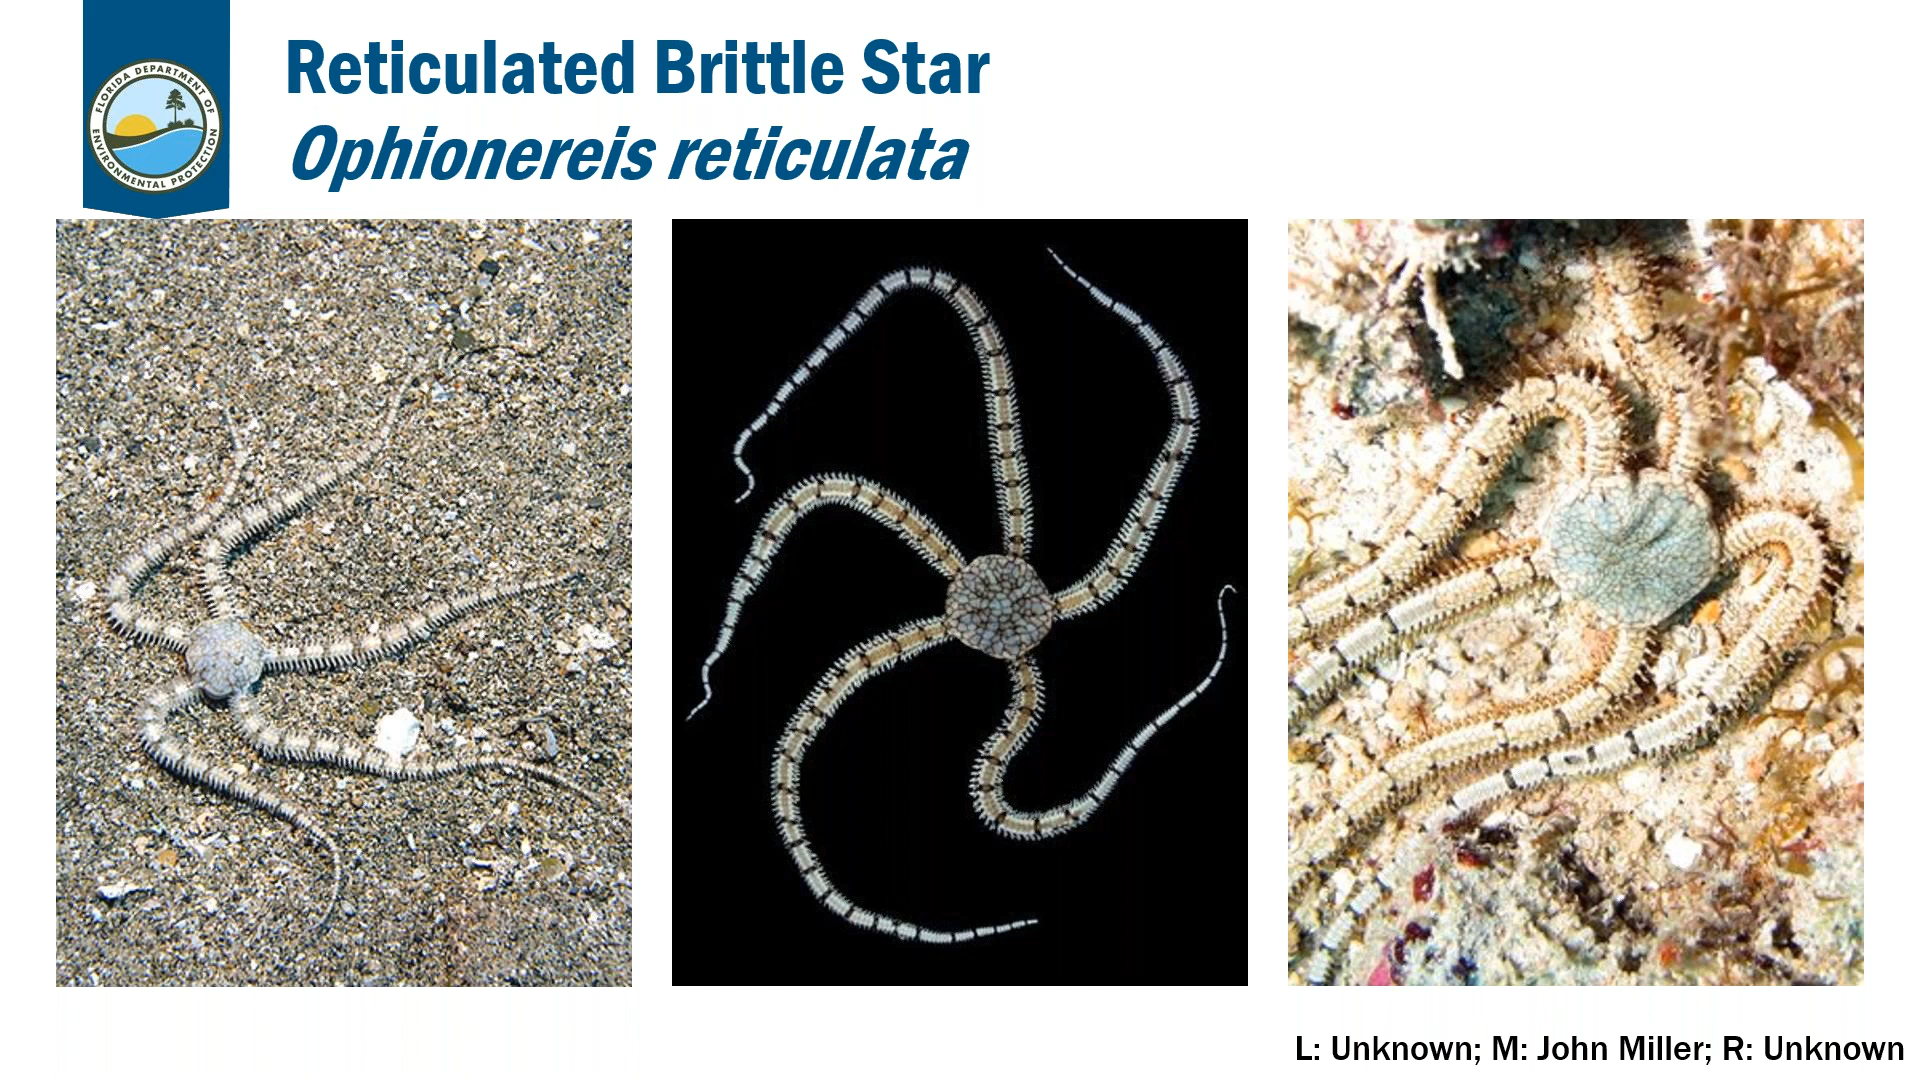 FLORIDA DEPARTMENT OF
ENVIRONMENTAL PROTECTION
Reticulated Brittle Star
Ophionereis reticulata
L: Unknown; M: John Miller; R: Unknown